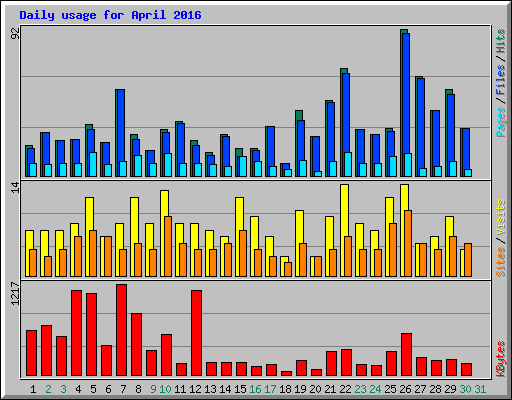 Daily usage for April 2016
92
Pages / Files / Hits
14
Sites / Visits
1217
KBytes
1 2 3 4 5 6 7 8 9 10 11 12 13 14 15 16 17 18 19 20 21 22 23 24 25 26 27 28 29 30 31